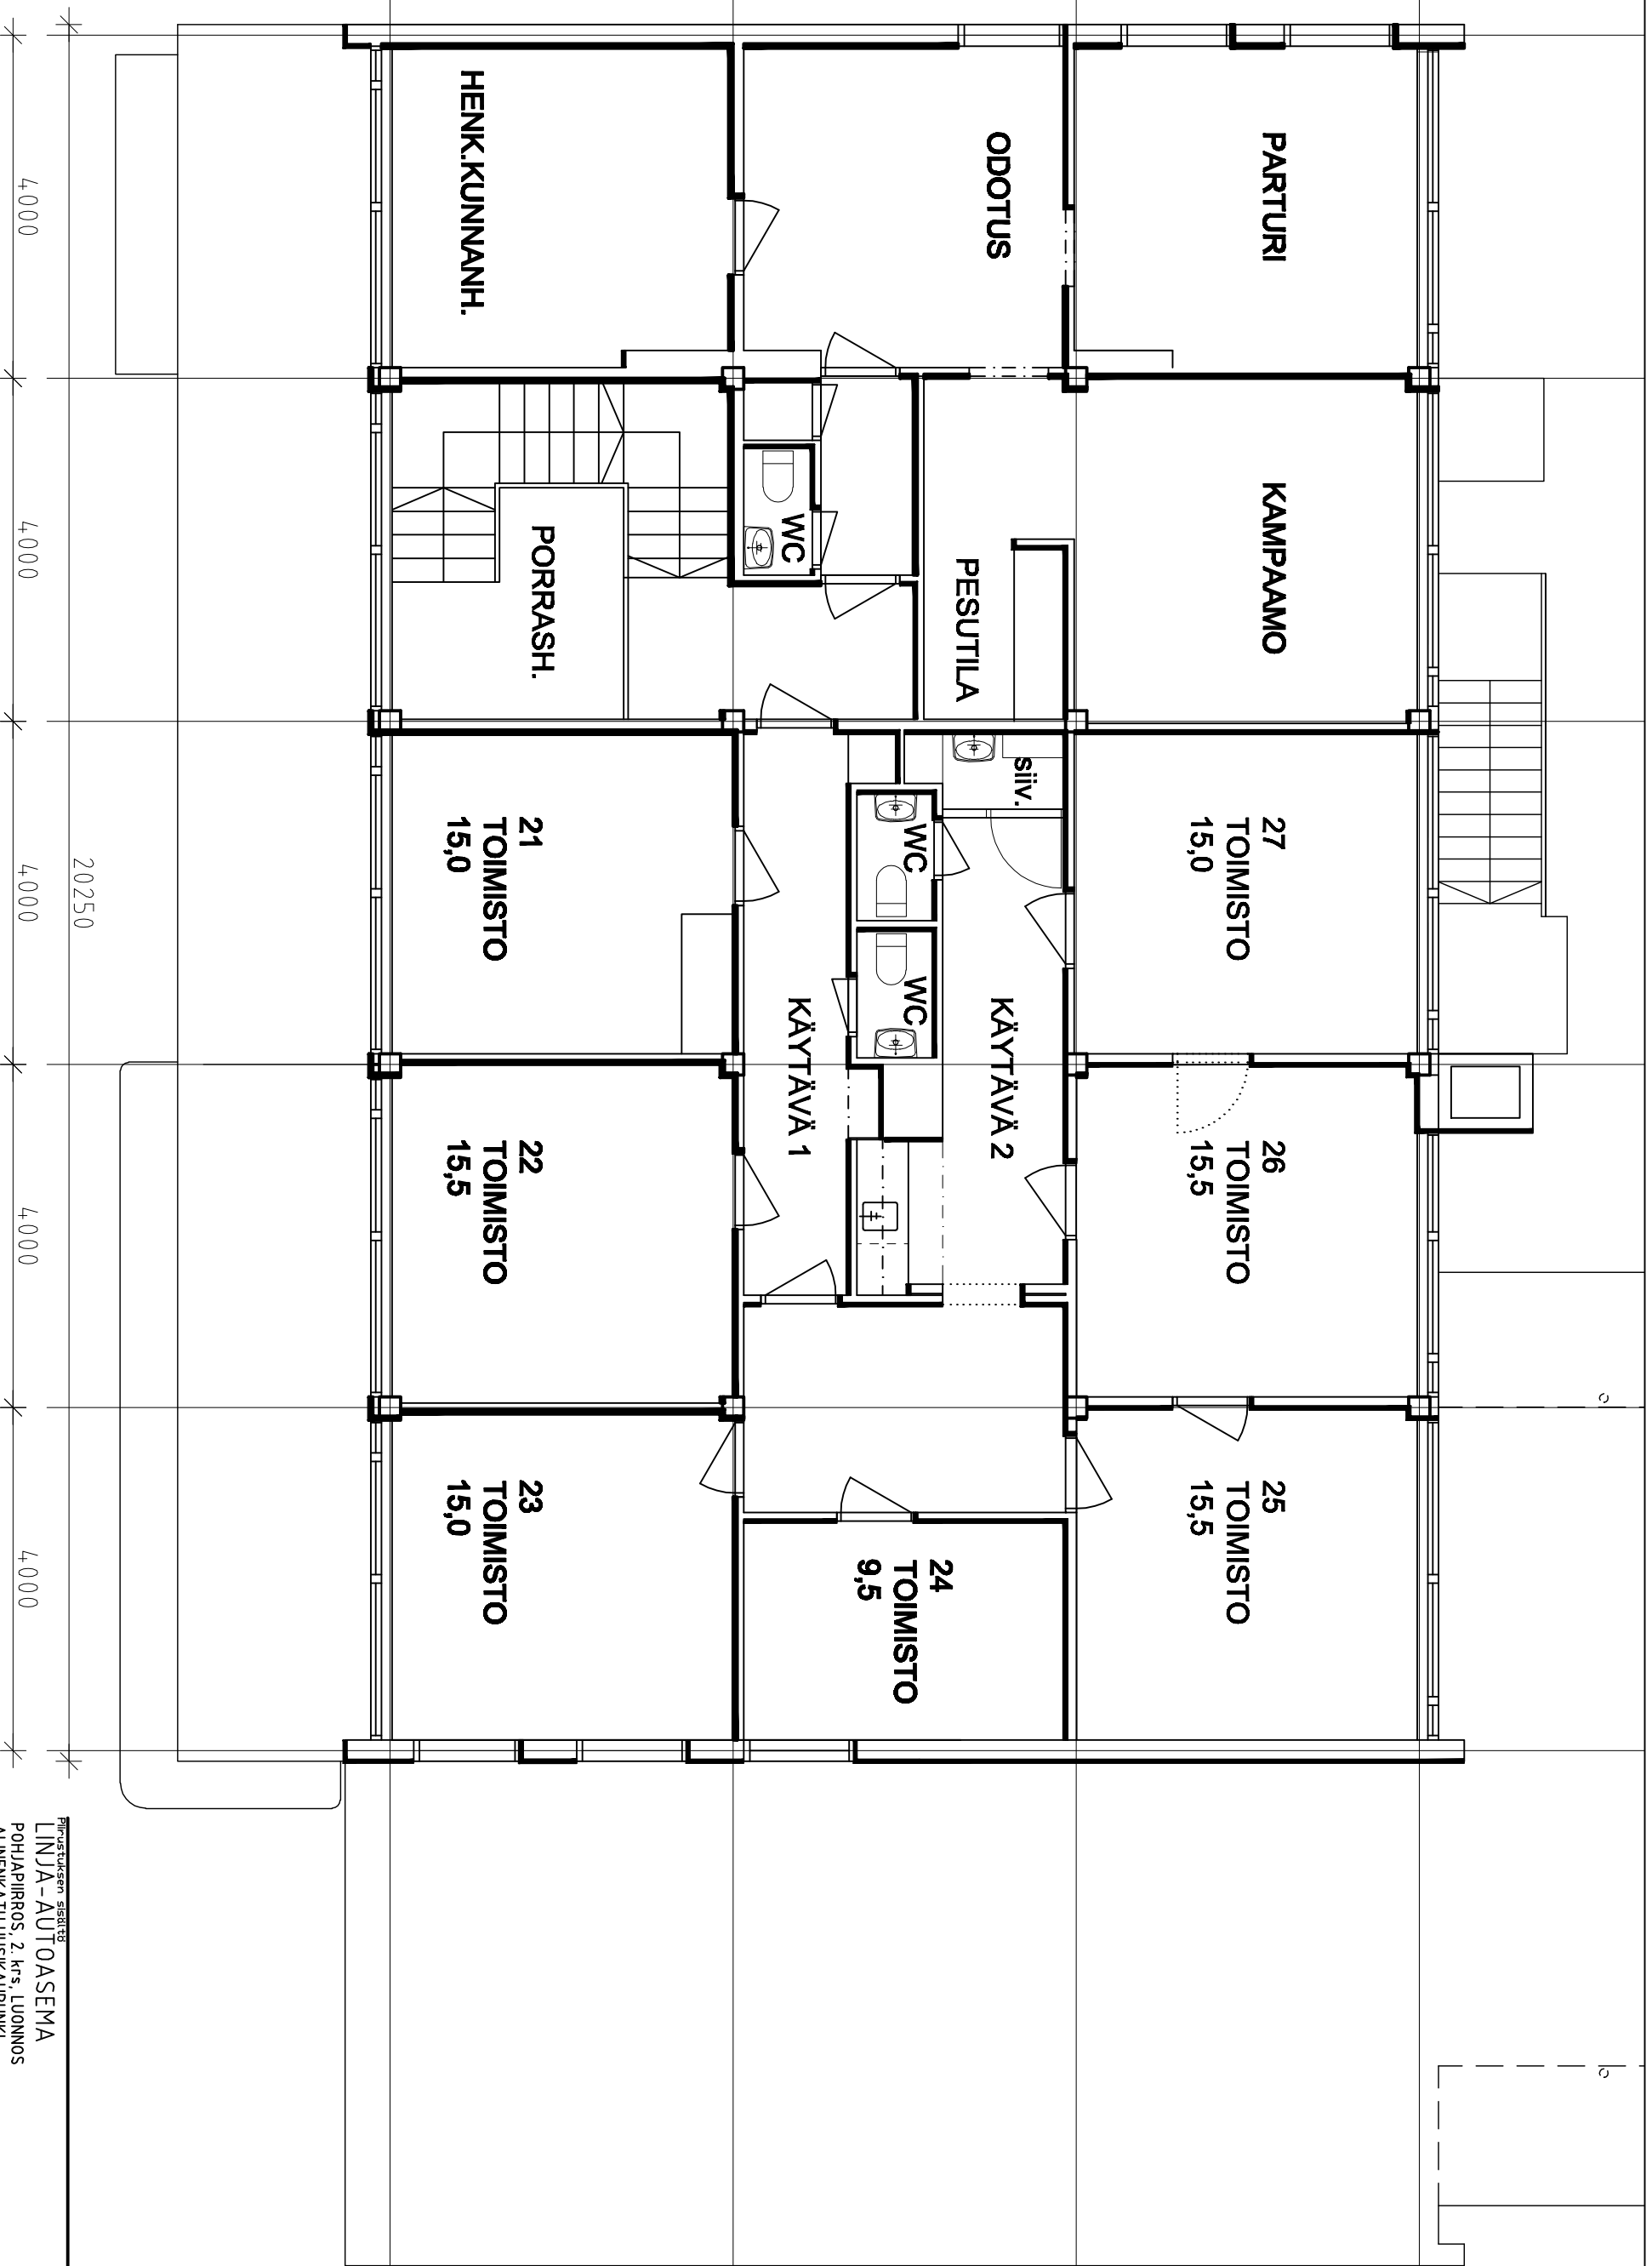 PARTURI
KAMPAAMO
27
TOIMISTO
15,0
26
TOIMISTO
15,5
25
TOIMISTO
15,5
ODOTUS
PESUTILA
siiv.
KÄYTÄVÄ 2
WC
WC
WC
KÄYTÄVÄ 1
24
TOIMISTO
9,5
HENK.KUNNANH.
PORRASH.
21
TOIMISTO
15,0
22
TOIMISTO
15,5
23
TOIMISTO
15,0
20250
4000
4000
4000
4000
4000
Piirustuksen sisältö
LINJA-AUTOASEMA
POHJAPIIRROS, 2. krs, LUONNOS